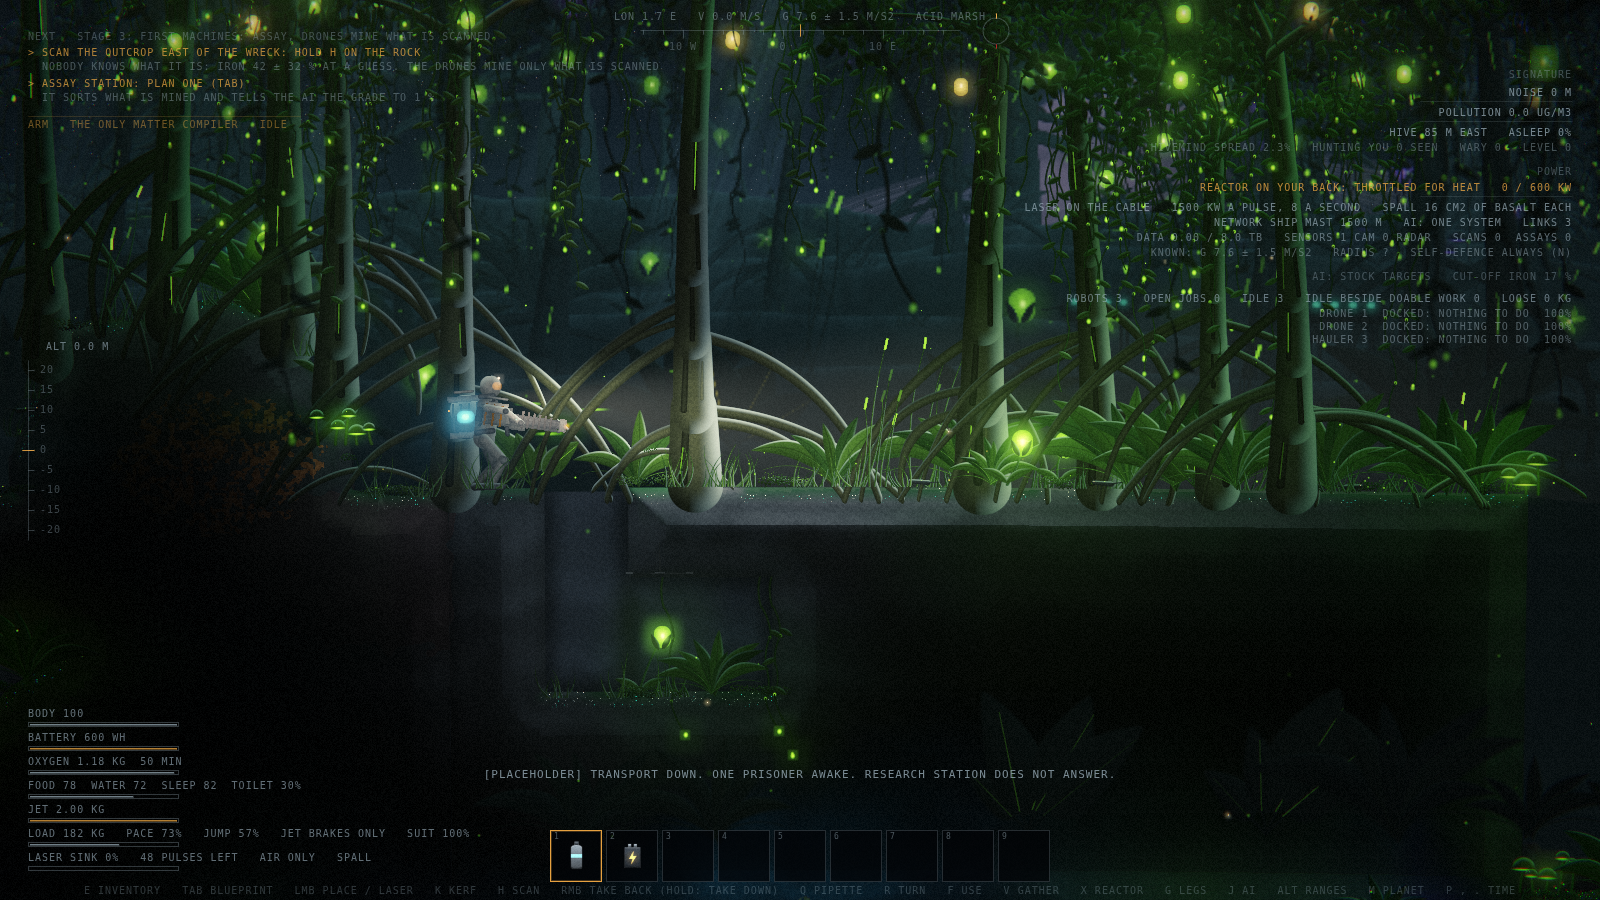 LON 1.7 E   V 0.0 M/S   G 7.6 ± 1.5 M/S2   ACID MARSH
10 W   0   10 E
NEXT   STAGE 3: FIRST MACHINES: ASSAY. DRONES MINE WHAT IS SCANNED
> SCAN THE OUTCROP EAST OF THE WRECK: HOLD H ON THE ROCK
NOBODY KNOWS WHAT IT IS: IRON 42 ± 32 % AT A GUESS. THE DRONES MINE ONLY WHAT IS SCANNED
> ASSAY STATION: PLAN ONE (TAB)
IT SORTS WHAT IS MINED AND TELLS THE AI THE GRADE TO 1
ARM   THE ONLY MATTER COMPILER   IDLE
SIGNATURE
NOISE 0 M
POLLUTION 0.0 UG/M3
HIVE 85 M EAST   ASLEEP 0%
HIVEMIND SPREAD 2.3%   HUNTING YOU 0 SEEN   WARY 0   LEVEL 0
POWER
REACTOR ON YOUR BACK: THROTTLED FOR HEAT   0 / 600 KW
LASER ON THE CABLE   1500 KW A PULSE, 8 A SECOND   SPALL 16 CM2 OF BASALT EACH
NETWORK SHIP MAST 1500 M   AI: ONE SYSTEM   LINKS 3
DATA 0.06 / 8.0 TB   SENSORS 1 CAM 0 RADAR   SCANS 0   ASSAYS 0
KNOWN: G 7.6 ± 1.5 M/S2   RADIUS ?   SELF-DEFENCE ALWAYS (N)
AI: STOCK TARGETS   CUT-OFF IRON 17 %
ROBOTS 3   OPEN JOBS 0   IDLE 3   IDLE BESIDE DOABLE WORK 0   LOOSE 0 KG
DRONE 1  DOCKED: NOTHING TO DO  100%
DRONE 2  DOCKED: NOTHING TO DO  100%
HAULER 3  DOCKED: NOTHING TO DO  100%
ALT 0.0 M
20
15
10
5
0
-5
-10
-15
-20
BODY 100
BATTERY 600 WH
OXYGEN 1.18 KG  50 MIN
FOOD 78  WATER 72  SLEEP 82  TOILET 30%
JET 2.00 KG
LOAD 182 KG   PACE 73%   JUMP 57%   JET BRAKES ONLY   SUIT 100%
LASER SINK 0%   48 PULSES LEFT   AIR ONLY   SPALL
[PLACEHOLDER] TRANSPORT DOWN. ONE PRISONER AWAKE. RESEARCH STATION DOES NOT ANSWER.
1 2 3 4 5 6 7 8 9
E INVENTORY   TAB BLUEPRINT   LMB PLACE / LASER   K KERF   H SCAN   RMB TAKE BACK (HOLD: TAKE DOWN)   Q PIPETTE   R TURN   F USE   V GATHER   X REACTOR   G LEGS   J AI   ALT RANGES   M PLANET   P , . TIME